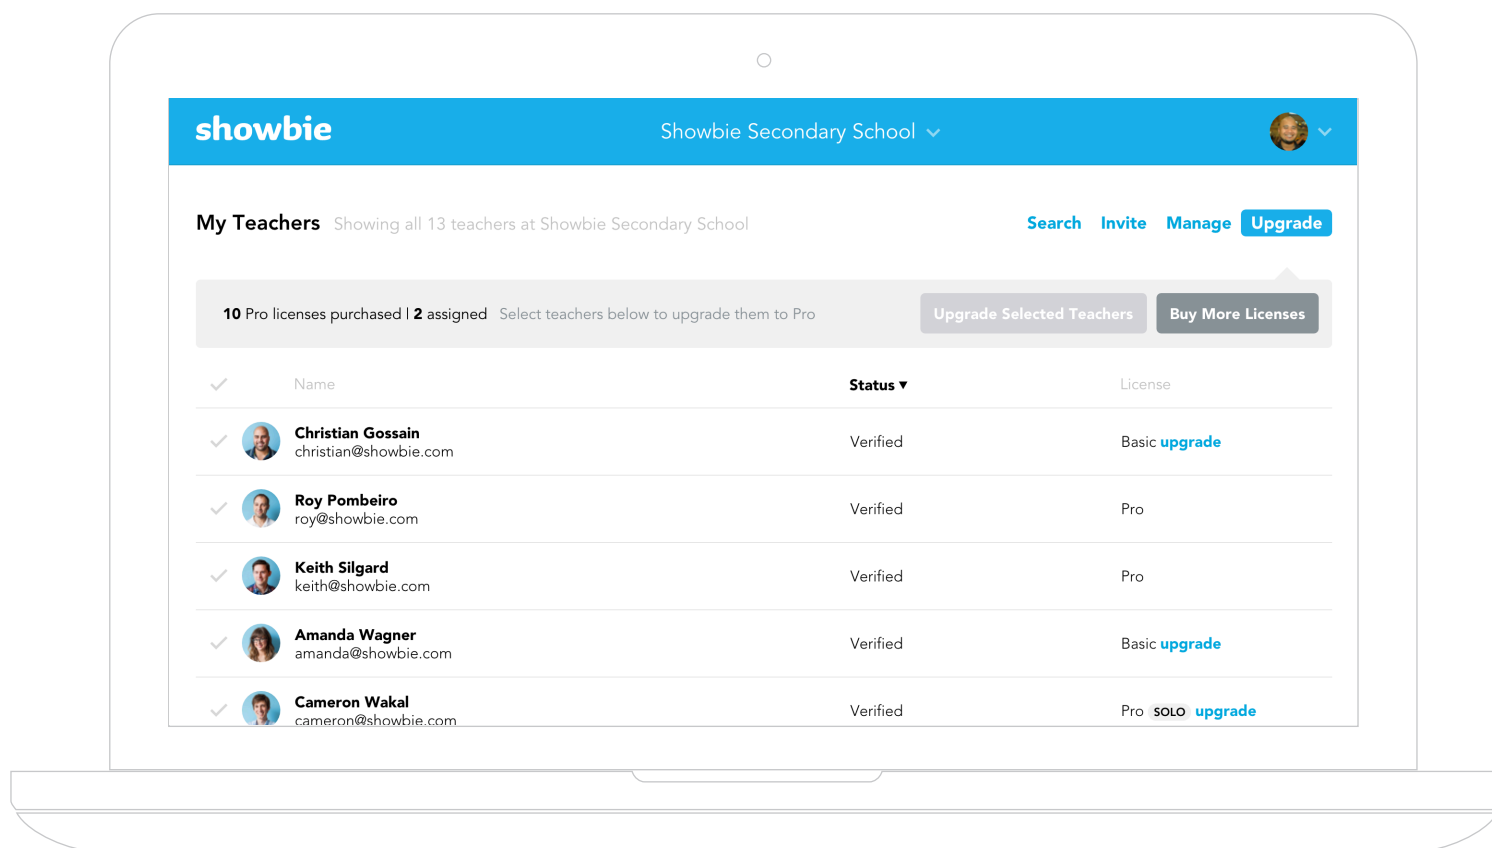 showbie
Showbie Secondary School
My Teachers Showing all 13 teachers at Showbie Secondary School
Search Invite Manage Upgrade
10 Pro licenses purchased | 2 assigned Select teachers below to upgrade them to Pro
Upgrade Selected Teachers Buy More Licenses
Name Status License
Christian Gossain
christian@showbie.com
Verified
Basic upgrade
Roy Pombeiro
roy@showbie.com
Verified
Pro
Keith Silgard
keith@showbie.com
Verified
Pro
Amanda Wagner
amanda@showbie.com
Verified
Basic upgrade
Cameron Wakal
cameron@showbie.com
Verified
Pro SOLO upgrade